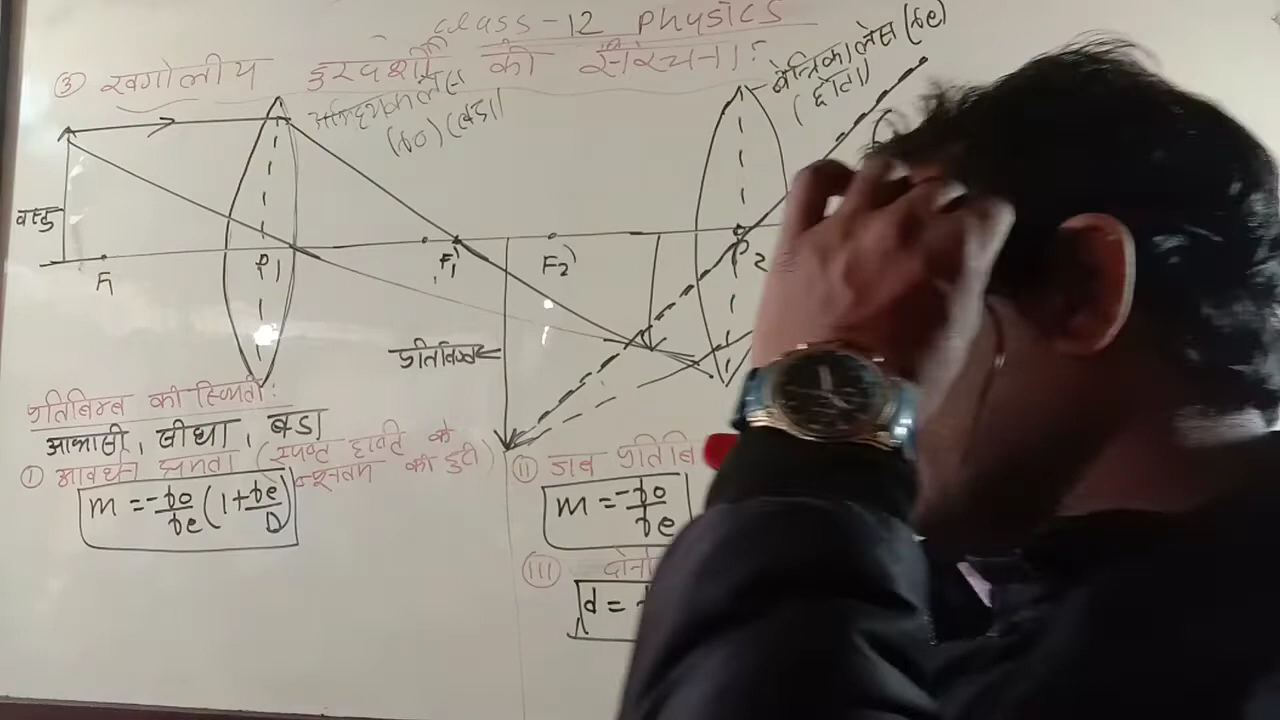 class-12 Physics
③ खगोलीय दूरदर्शी की संरचना:
अभिदृश्यक लेंस
(fo) (बड़ा)
नेत्रिका लेंस (fe)
(छोटा)
वस्तु
F1
P1
F1'
F2'
P2
प्रतिबिम्ब
प्रतिबिम्ब की स्थिती:
आभासी, सीधा, बड़ा
① आवर्धन क्षमता (स्पष्ट
की दुरी)
m = -fo/fe (1+fe/D)
ⓘⓘ जब प्रतिबि
m = -fo/fe
III दोनो
d =